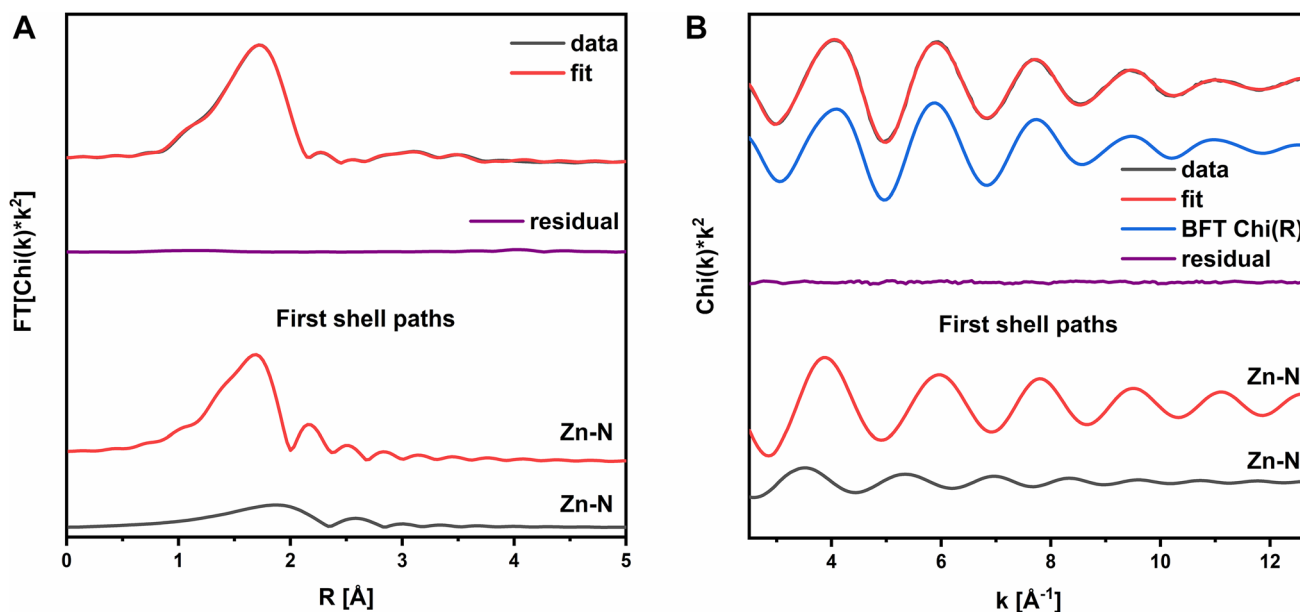 A
data
fit
FT[Chi(k)*k²]
residual
First shell paths
Zn-N
Zn-N
0 1 2 3 4 5
R [Å]
B
data
fit
BFT Chi(R)
residual
Chi(k)*k²
First shell paths
Zn-N
Zn-N
4 6 8 10 12
k [Å⁻¹]